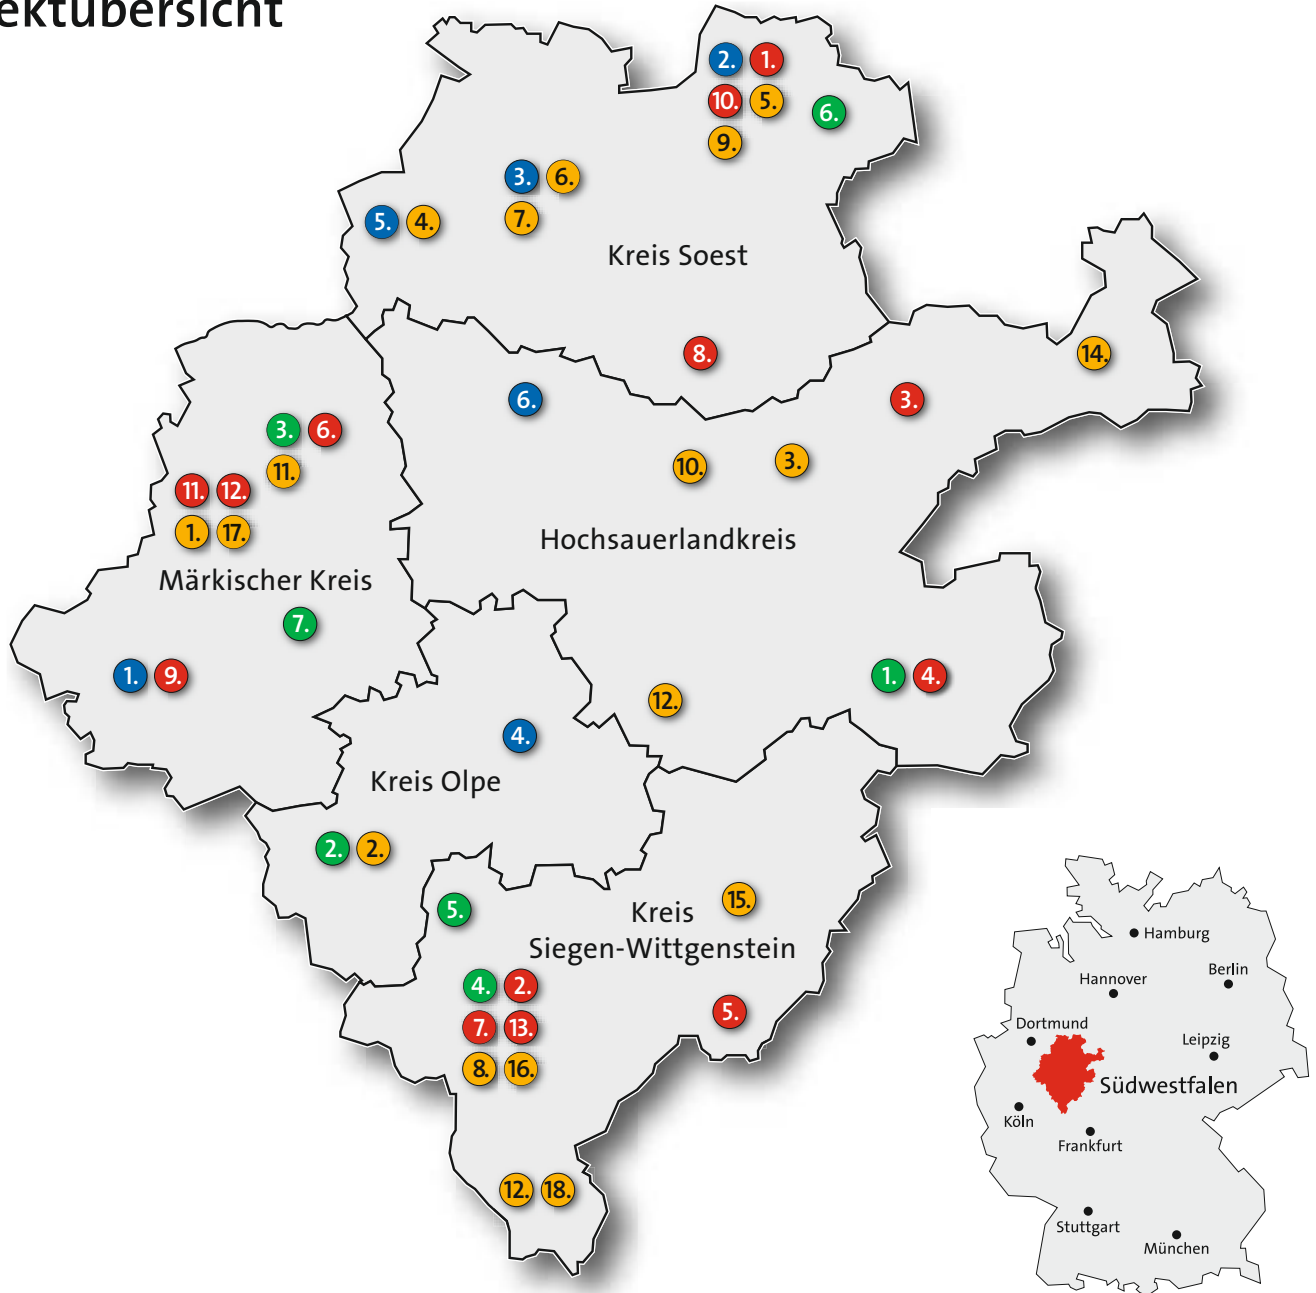 ektübersicht
2. 1.
10. 5.
6.
9.
3. 6.
5. 4.
7.
Kreis Soest
8.
14.
6.
3.
3. 6.
11.
10.
3.
11. 12.
1. 17.
Hochsauerlandkreis
Märkischer Kreis
7.
1. 9.
1. 4.
12.
4.
Kreis Olpe
2. 2.
15.
5.
Kreis
Siegen-Wittgenstein
4. 2.
5.
7. 13.
8. 16.
12. 18.
Hamburg
Hannover
Berlin
Dortmund
Leipzig
Südwestfalen
Köln
Frankfurt
Stuttgart
München